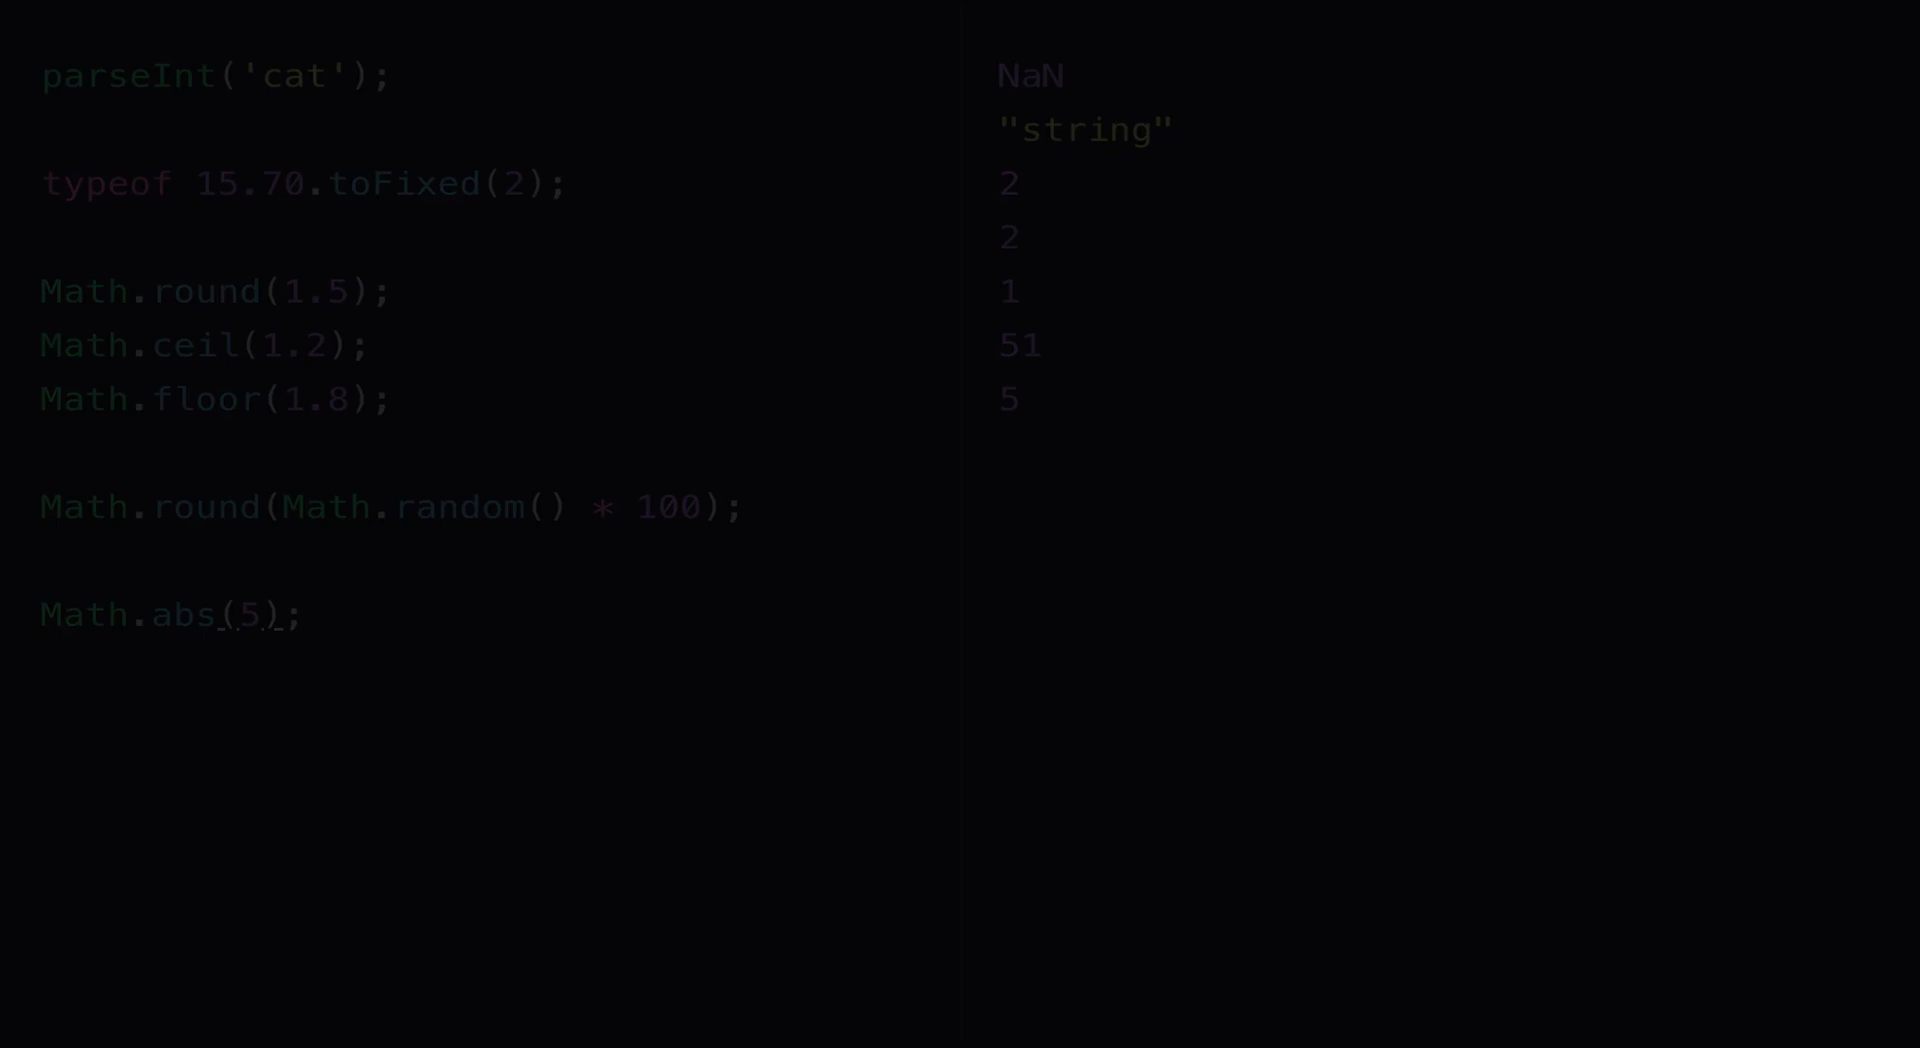 parseInt('cat');
typeof 15.70.toFixed(2);
Math.round(1.5);
Math.ceil(1.2);
Math.floor(1.8);
Math.round(Math.random() * 100);
Math.abs(5);
NaN
"string"
2
2
1
51
5